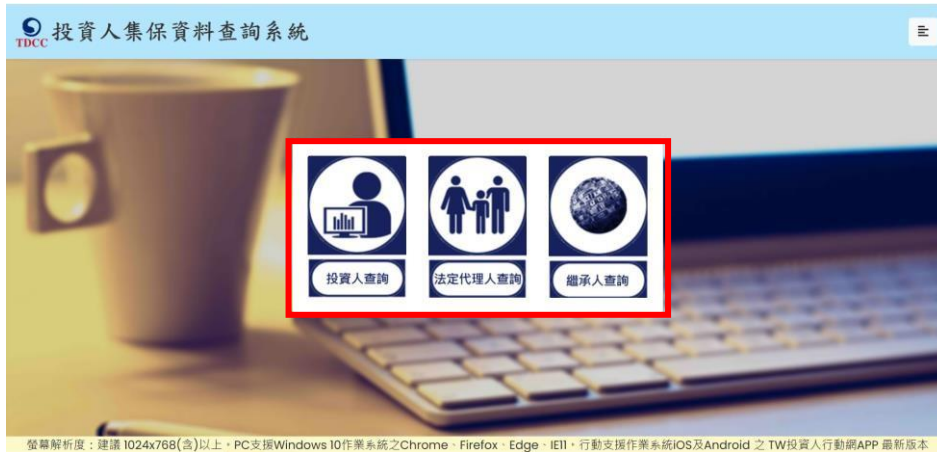 TDCC 投資人集保資料查詢系統
投資人查詢
法定代理人查詢
繼承人查詢
螢幕解析度：建議 1024x768(含)以上，PC支援Windows 10作業系統之Chrome、Firefox、Edge、IE11，行動支援作業系統iOS及Android 之 TW投資人行動網APP 最新版本